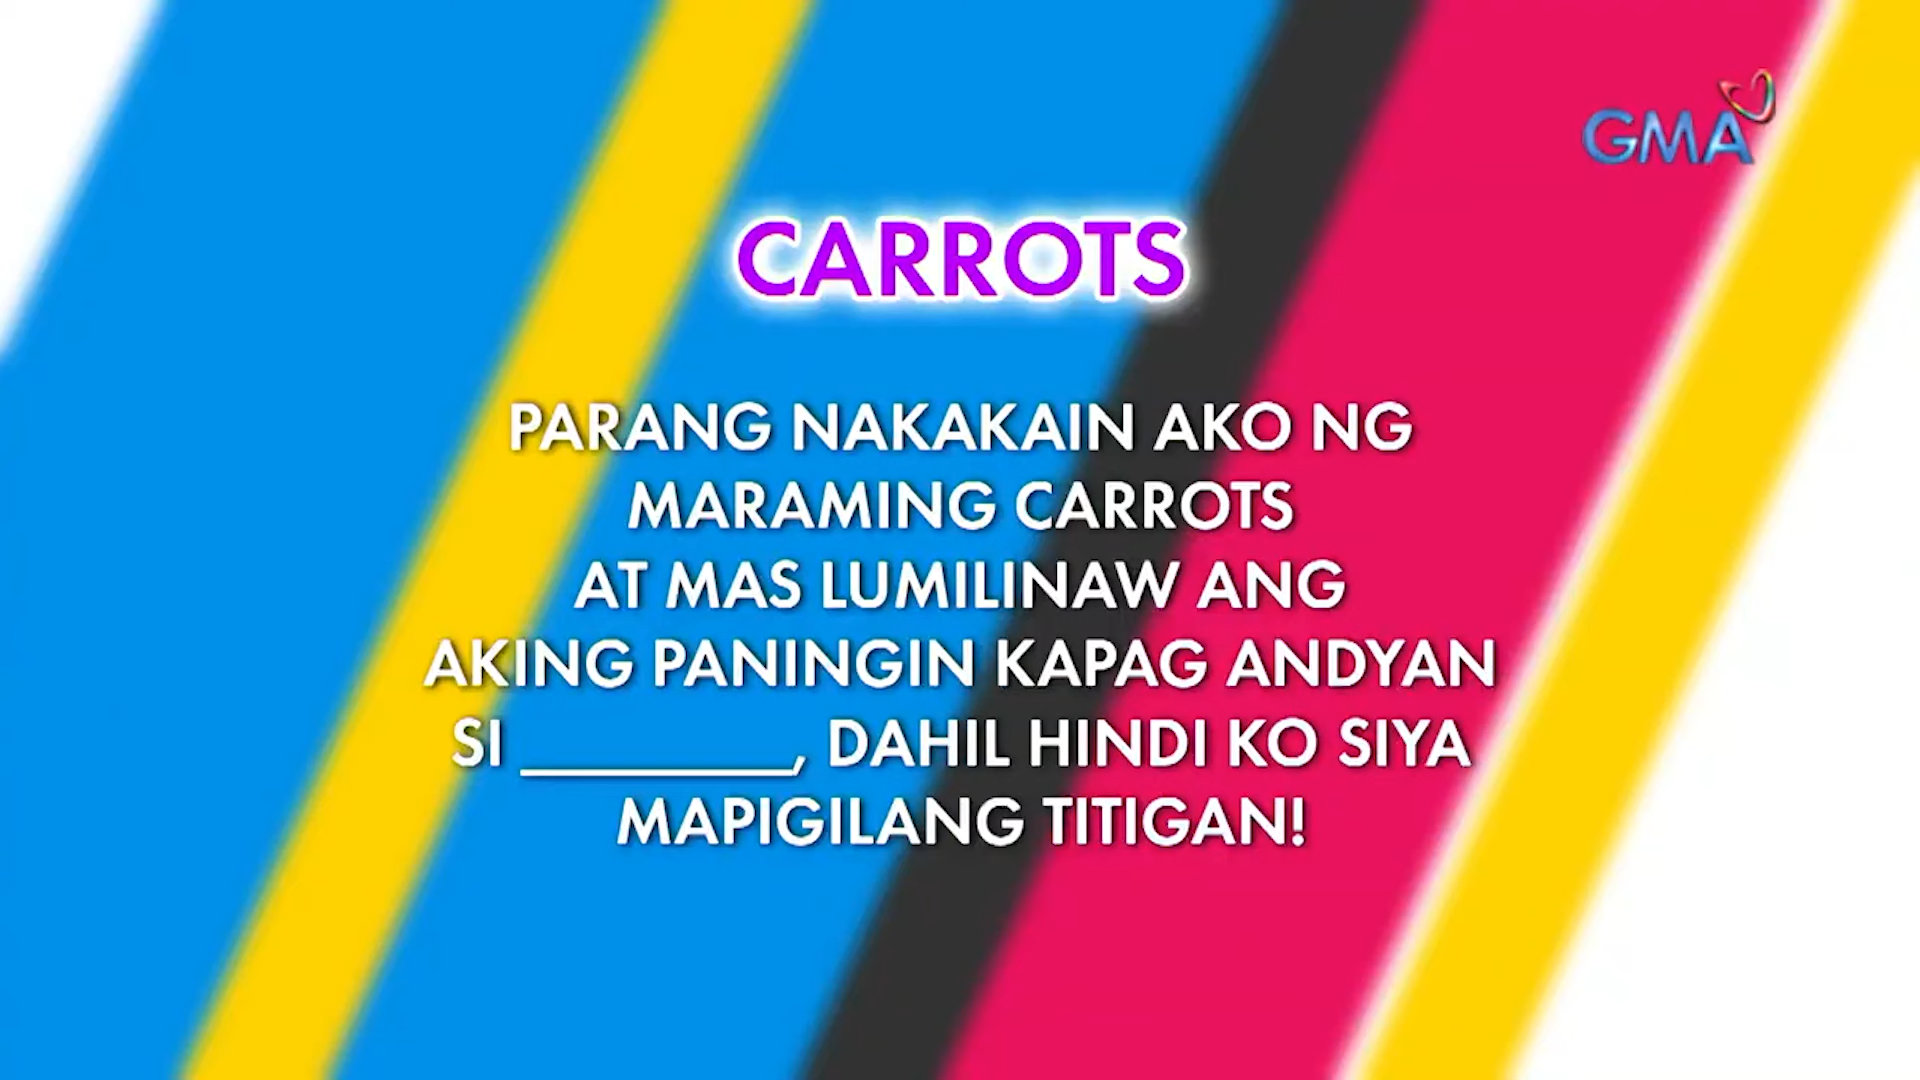 GMA
CARROTS
PARANG NAKAKAIN AKO NG
MARAMING CARROTS
AT MAS LUMILINAW ANG
AKING PANINGIN KAPAG ANDYAN
SI ________, DAHIL HINDI KO SIYA
MAPIGILANG TITIGAN!